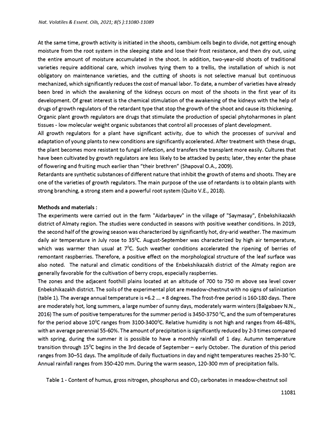 Nat. Volatiles & Essent. Oils, 2021; 8(5 ) 11080-11089
At the same time, growth activity is initiated in the shoots, cambium cells begin to divide, not getting enough
moisture from the root system in the sleeping state and lose their frost resistance, and then dry out, using
the entire amount of moisture accumulated in the shoot. In addition, two-year-old shoots of traditional
varieties require additional care, which involves tying them to a trellis, the installation of which is not
obligatory on maintenance varieties, and the cutting of shoots is not selective manual but continuous
mechanized, which significantly reduces the cost of manual labor. To date, a number of varieties have already
been bred in which the awakening of the kidneys occurs on most of the shoots in the first year of its
development. Of great interest is the chemical stimulation of the awakening of the kidneys with the help of
drugs of growth regulators of the retardant type that stop the growth of the shoot and cause its thickening.
Organic plant growth regulators are drugs that stimulate the production of special phytohormones in plant
tissues - low molecular weight organic substances that control all processes of plant development.
All growth regulators for a plant have significant activity, due to which the processes of survival and
adaptation of young plants to new conditions are significantly accelerated. After treatment with these drugs,
the plant becomes more resistant to fungal infection, and transfers the transplant more easily. Cultures that
have been cultivated by growth regulators are less likely to be attacked by pests; later, they enter the phase
of flowering and fruiting much earlier than "their brethren" (Shapoval O.A., 2009).
Retardants are synthetic substances of different nature that inhibit the growth of stems and shoots. They are
one of the varieties of growth regulators. The main purpose of the use of retardants is to obtain plants with
strong branching, a strong stem and a powerful root system (Quito V.E., 2018).
Methods and materials :
The experiments were carried out in the farm "Aidarbayev" in the village of "Saymasay", Enbekshikazakh
district of Almaty region. The studies were conducted in seasons with positive weather conditions. In 2019,
the second half of the growing season was characterized by significantly hot, dry-arid weather. The maximum
daily air temperature in July rose to 35⁰C. August-September was characterized by high air temperature,
which was warmer than usual at 7⁰C. Such weather conditions accelerated the ripening of berries of
remontant raspberries. Therefore, a positive effect on the morphological structure of the leaf surface was
also noted. The natural and climatic conditions of the Enbekshikazakh district of the Almaty region are
generally favorable for the cultivation of berry crops, especially raspberries.
The zones and the adjacent foothill plains located at an altitude of 700 to 750 m above sea level cover
Enbekshikazakh district. The soils of the experimental plot are meadow-chestnut with no signs of salinization
(table 1). The average annual temperature is +6.2 ... + 8 degrees. The frost-free period is 160-180 days. There
are moderately hot, long summers, a large number of sunny days, moderately warm winters (Balgabaev N.N.,
2016) The sum of positive temperatures for the summer period is 3450-3750 ⁰C, and the sum of temperatures
for the period above 10⁰C ranges from 3100-3400⁰C. Relative humidity is not high and ranges from 46-48%,
with an average perennial 55-60%. The amount of precipitation is significantly reduced by 2-3 times compared
with spring, during the summer it is possible to have a monthly rainfall of 1 day. Autumn temperature
transition through 15⁰C begins in the 3rd decade of September – early October. The duration of this period
ranges from 30–51 days. The amplitude of daily fluctuations in day and night temperatures reaches 25-30 ⁰C.
Annual rainfall ranges from 350-420 mm. During the warm season, 120-300 mm of precipitation falls.
Table 1 - Content of humus, gross nitrogen, phosphorus and CO₂ carbonates in meadow-chestnut soil
11081